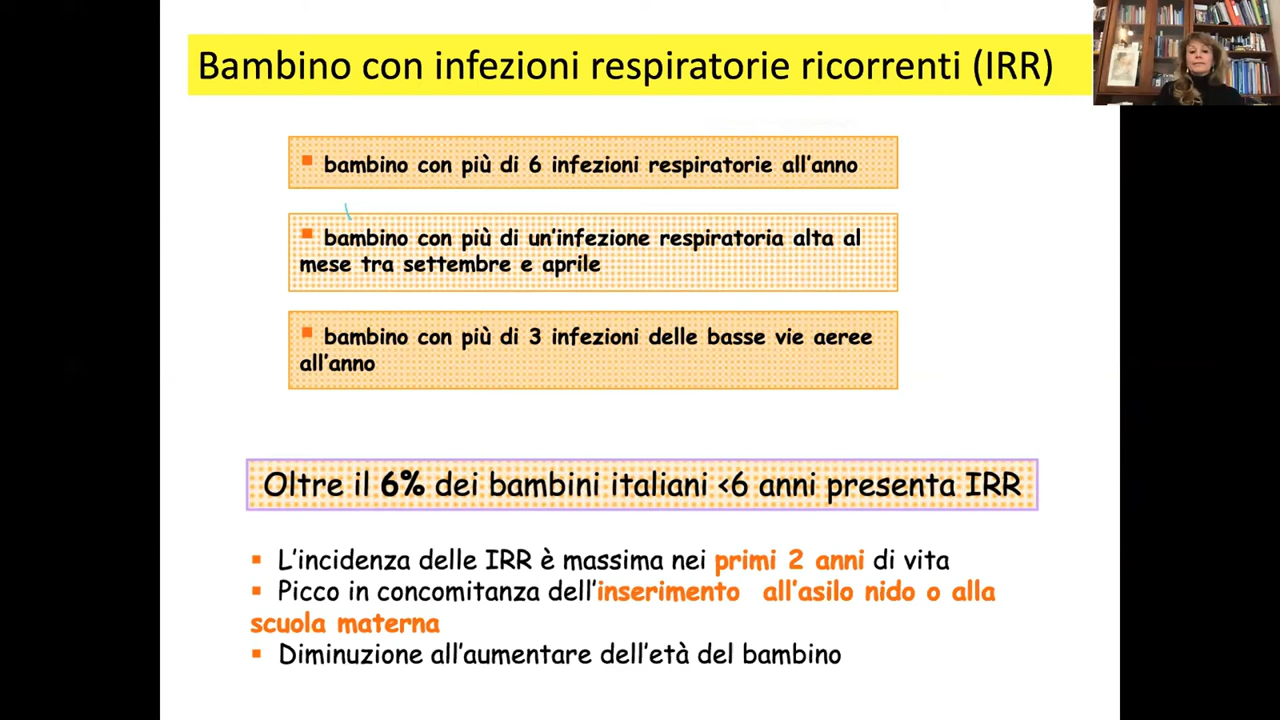 Bambino con infezioni respiratorie ricorrenti (IRR)
▪ bambino con più di 6 infezioni respiratorie all'anno
▪ bambino con più di un'infezione respiratoria alta al
mese tra settembre e aprile
▪ bambino con più di 3 infezioni delle basse vie aeree
all'anno
Oltre il 6% dei bambini italiani <6 anni presenta IRR
▪ L'incidenza delle IRR è massima nei primi 2 anni di vita
▪ Picco in concomitanza dell'inserimento all'asilo nido o alla
scuola materna
▪ Diminuzione all'aumentare dell'età del bambino